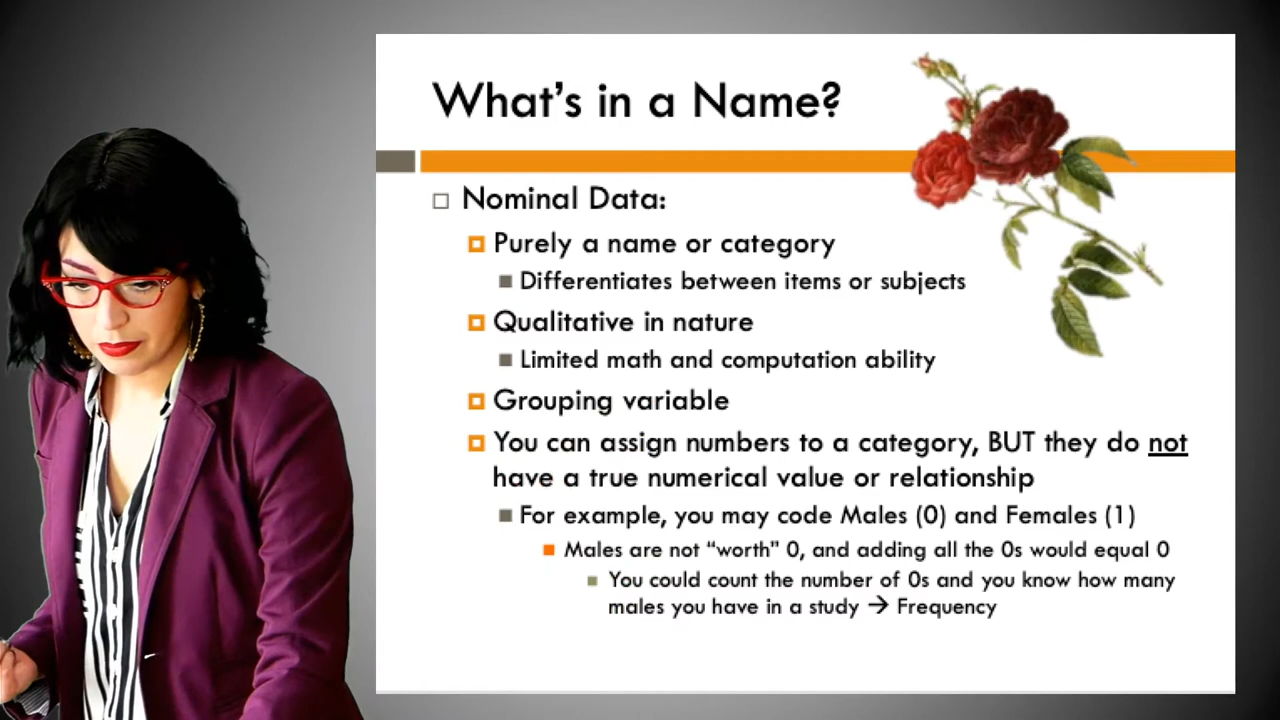 What's in a Name?
Nominal Data:
Purely a name or category
Differentiates between items or subjects
Qualitative in nature
Limited math and computation ability
Grouping variable
You can assign numbers to a category, BUT they do not
have a true numerical value or relationship
For example, you may code Males (0) and Females (1)
Males are not “worth” 0, and adding all the 0s would equal 0
You could count the number of 0s and you know how many
males you have in a study → Frequency